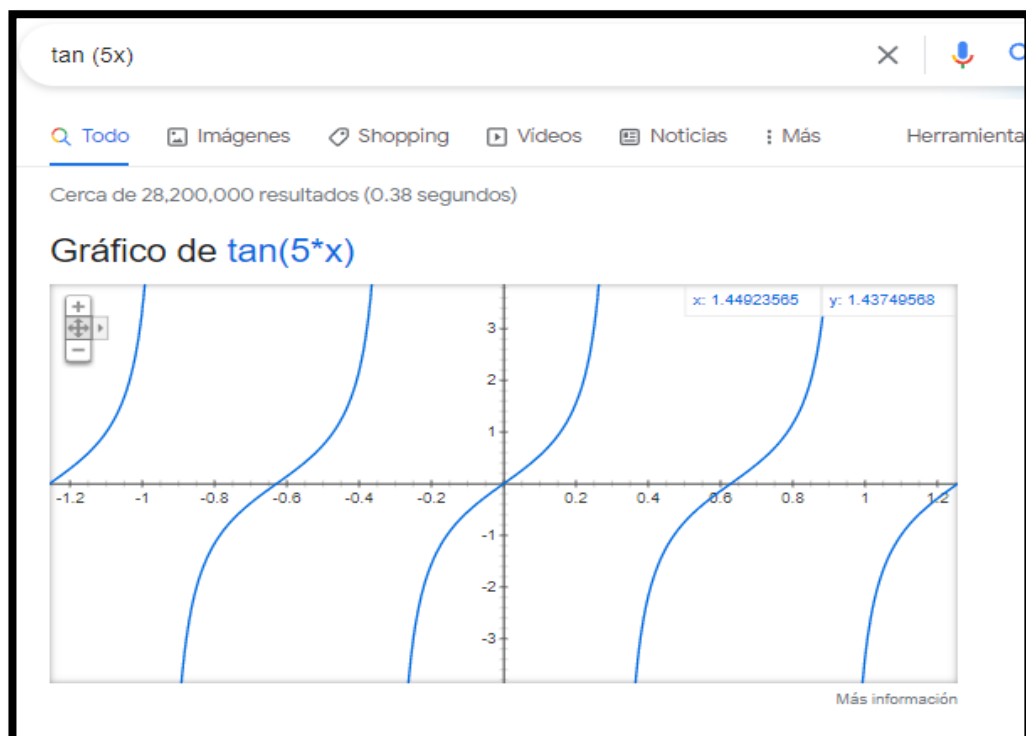 tan (5x)
Todo Imágenes Shopping Vídeos Noticias Más Herramienta
Cerca de 28,200,000 resultados (0.38 segundos)
Gráfico de tan(5*x)
x: 1.44923565 y: 1.43749568
3
2
1
-1.2 -1 -0.8 -0.6 -0.4 -0.2 0 0.2 0.4 0.6 0.8 1 1.2
-1
-2
-3
Más información